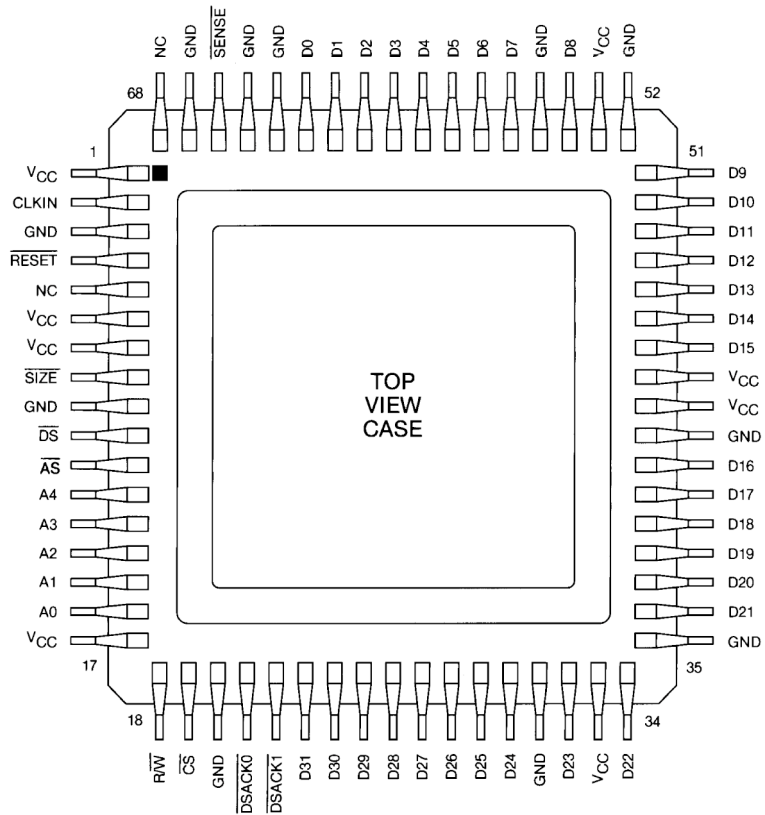 NC
GND
SENSE
GND
GND
D0
D1
D2
D3
D4
D5
D6
D7
GND
D8
VCC
GND
68
52
1
51
VCC
CLKIN
GND
RESET
NC
VCC
VCC
SIZE
GND
DS
AS
A4
A3
A2
A1
A0
VCC
TOP
VIEW
CASE
D9
D10
D11
D12
D13
D14
D15
VCC
VCC
GND
D16
D17
D18
D19
D20
D21
GND
17
35
18
34
R/W
CS
GND
DSACK0
DSACK1
D31
D30
D29
D28
D27
D26
D25
D24
GND
D23
VCC
D22